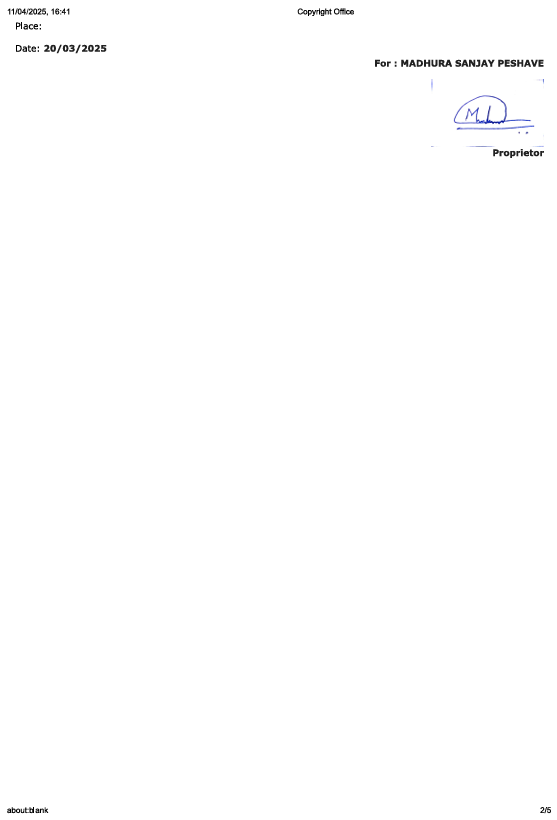 11/04/2025, 16:41 Copyright Office
Place:
Date: 20/03/2025
For : MADHURA SANJAY PESHAVE
Proprietor
about:blank 2/5